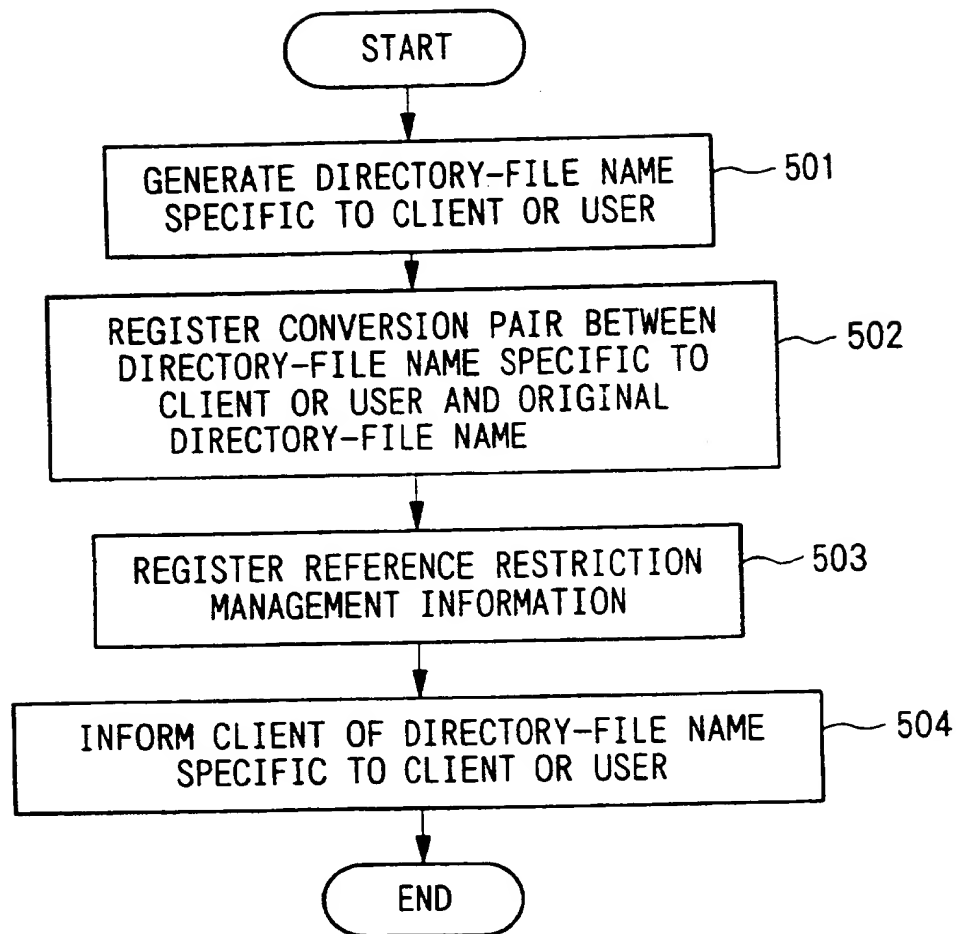 START
GENERATE DIRECTORY-FILE NAME
SPECIFIC TO CLIENT OR USER
501
REGISTER CONVERSION PAIR BETWEEN
DIRECTORY-FILE NAME SPECIFIC TO
CLIENT OR USER AND ORIGINAL
DIRECTORY-FILE NAME
502
REGISTER REFERENCE RESTRICTION
MANAGEMENT INFORMATION
503
INFORM CLIENT OF DIRECTORY-FILE NAME
SPECIFIC TO CLIENT OR USER
504
END